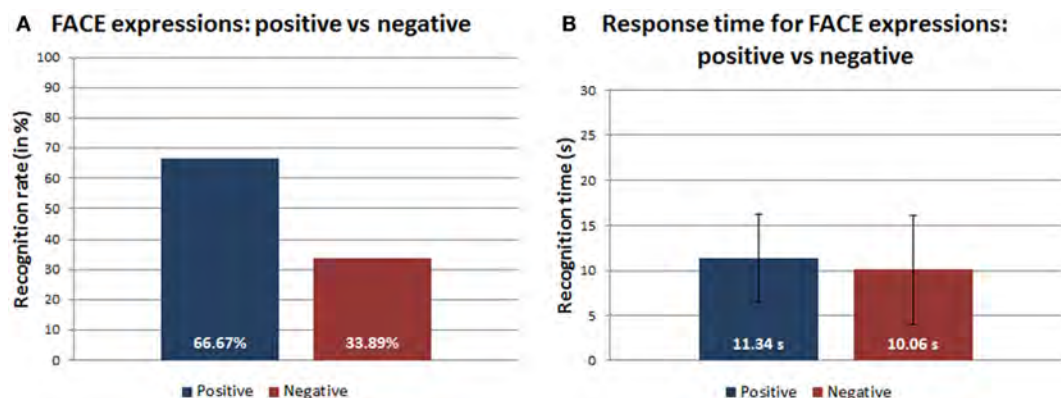 A FACE expressions: positive vs negative
100
90
80
70
60
50
40
30
20
10
0
Recognition rate (in %)
66.67%
33.89%
Positive
Negative
B Response time for FACE expressions:
positive vs negative
30
25
20
15
10
5
0
Recognition time (s)
11.34 s
10.06 s
Positive
Negative